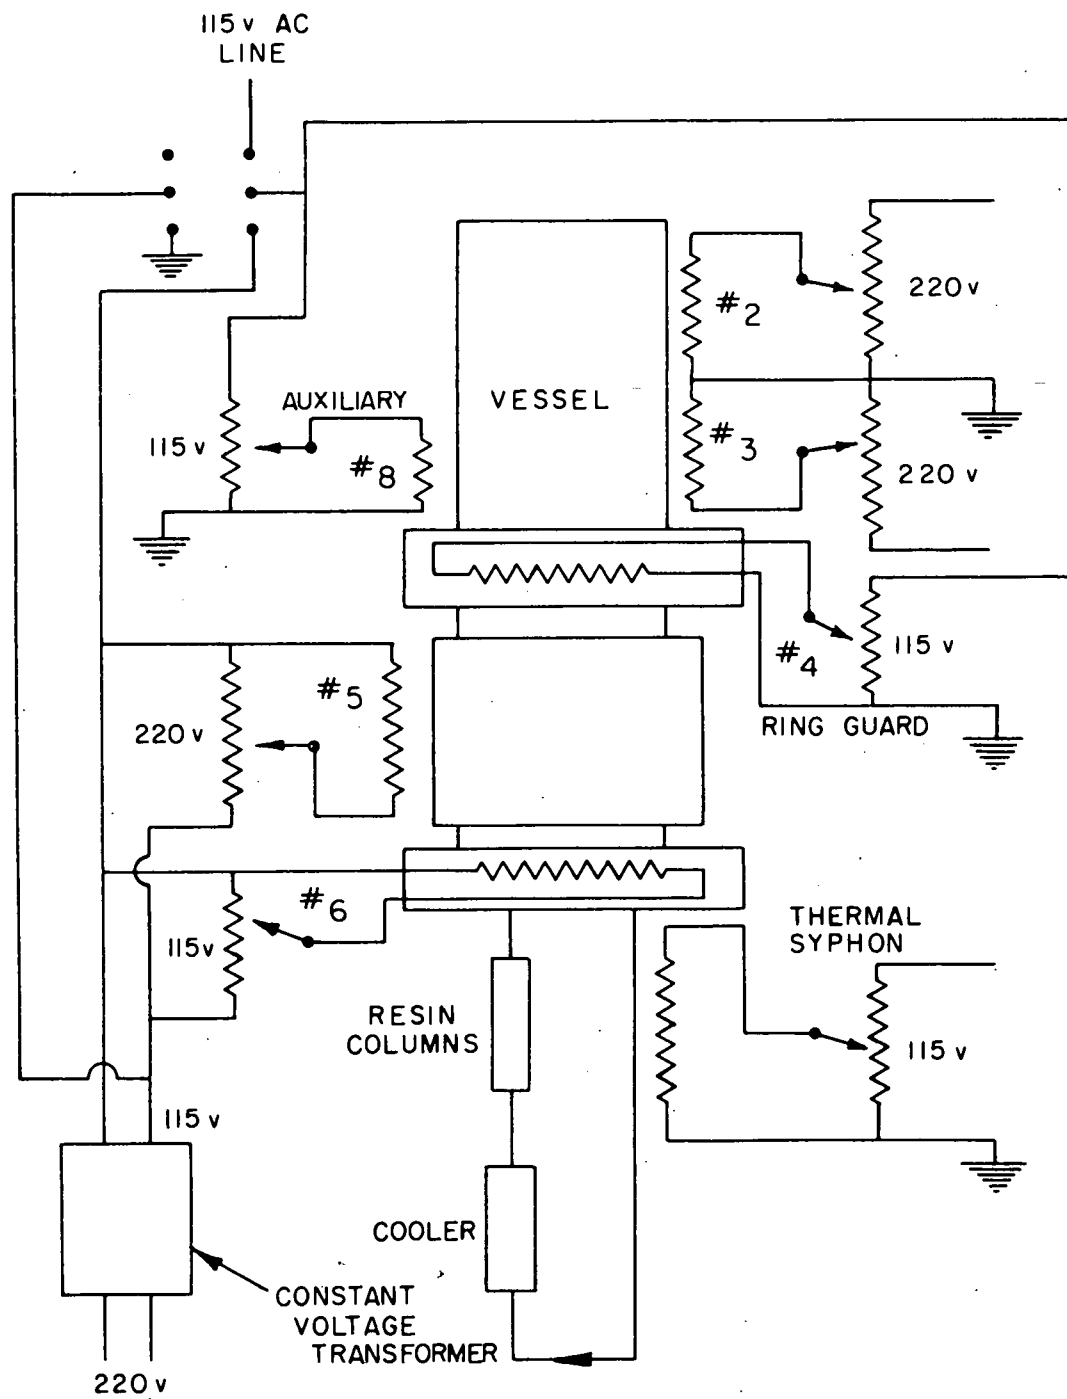 115 v AC
LINE
220 v
#2
AUXILIARY
VESSEL
115 v
#8
#3
220 v
#4
115 v
#5
220 v
RING GUARD
#6
115 v
THERMAL
SYPHON
RESIN
COLUMNS
115 v
115 v
COOLER
CONSTANT
VOLTAGE
TRANSFORMER
220 v